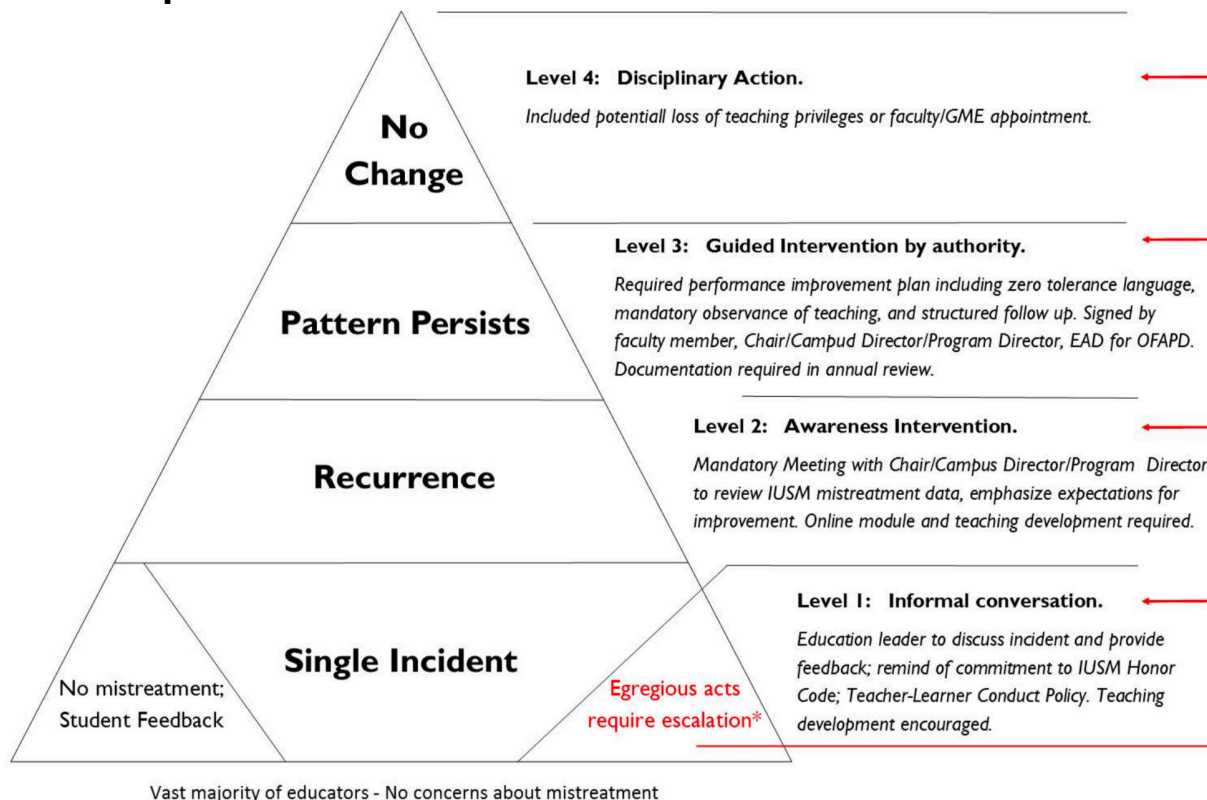 No
Change
Level 4: Disciplinary Action.
Included potentiall loss of teaching privileges or faculty/GME appointment.
Pattern Persists
Level 3: Guided Intervention by authority.
Required performance improvement plan including zero tolerance language,
mandatory observance of teaching, and structured follow up. Signed by
faculty member, Chair/Campud Director/Program Director, EAD for OFAPD.
Documentation required in annual review.
Recurrence
Level 2: Awareness Intervention.
Mandatory Meeting with Chair/Campus Director/Program Director
to review IUSM mistreatment data, emphasize expectations for
improvement. Online module and teaching development required.
Single Incident
No mistreatment;
Student Feedback
Egregious acts
require escalation*
Level 1: Informal conversation.
Education leader to discuss incident and provide
feedback; remind of commitment to IUSM Honor
Code; Teacher-Learner Conduct Policy. Teaching
development encouraged.
Vast majority of educators - No concerns about mistreatment